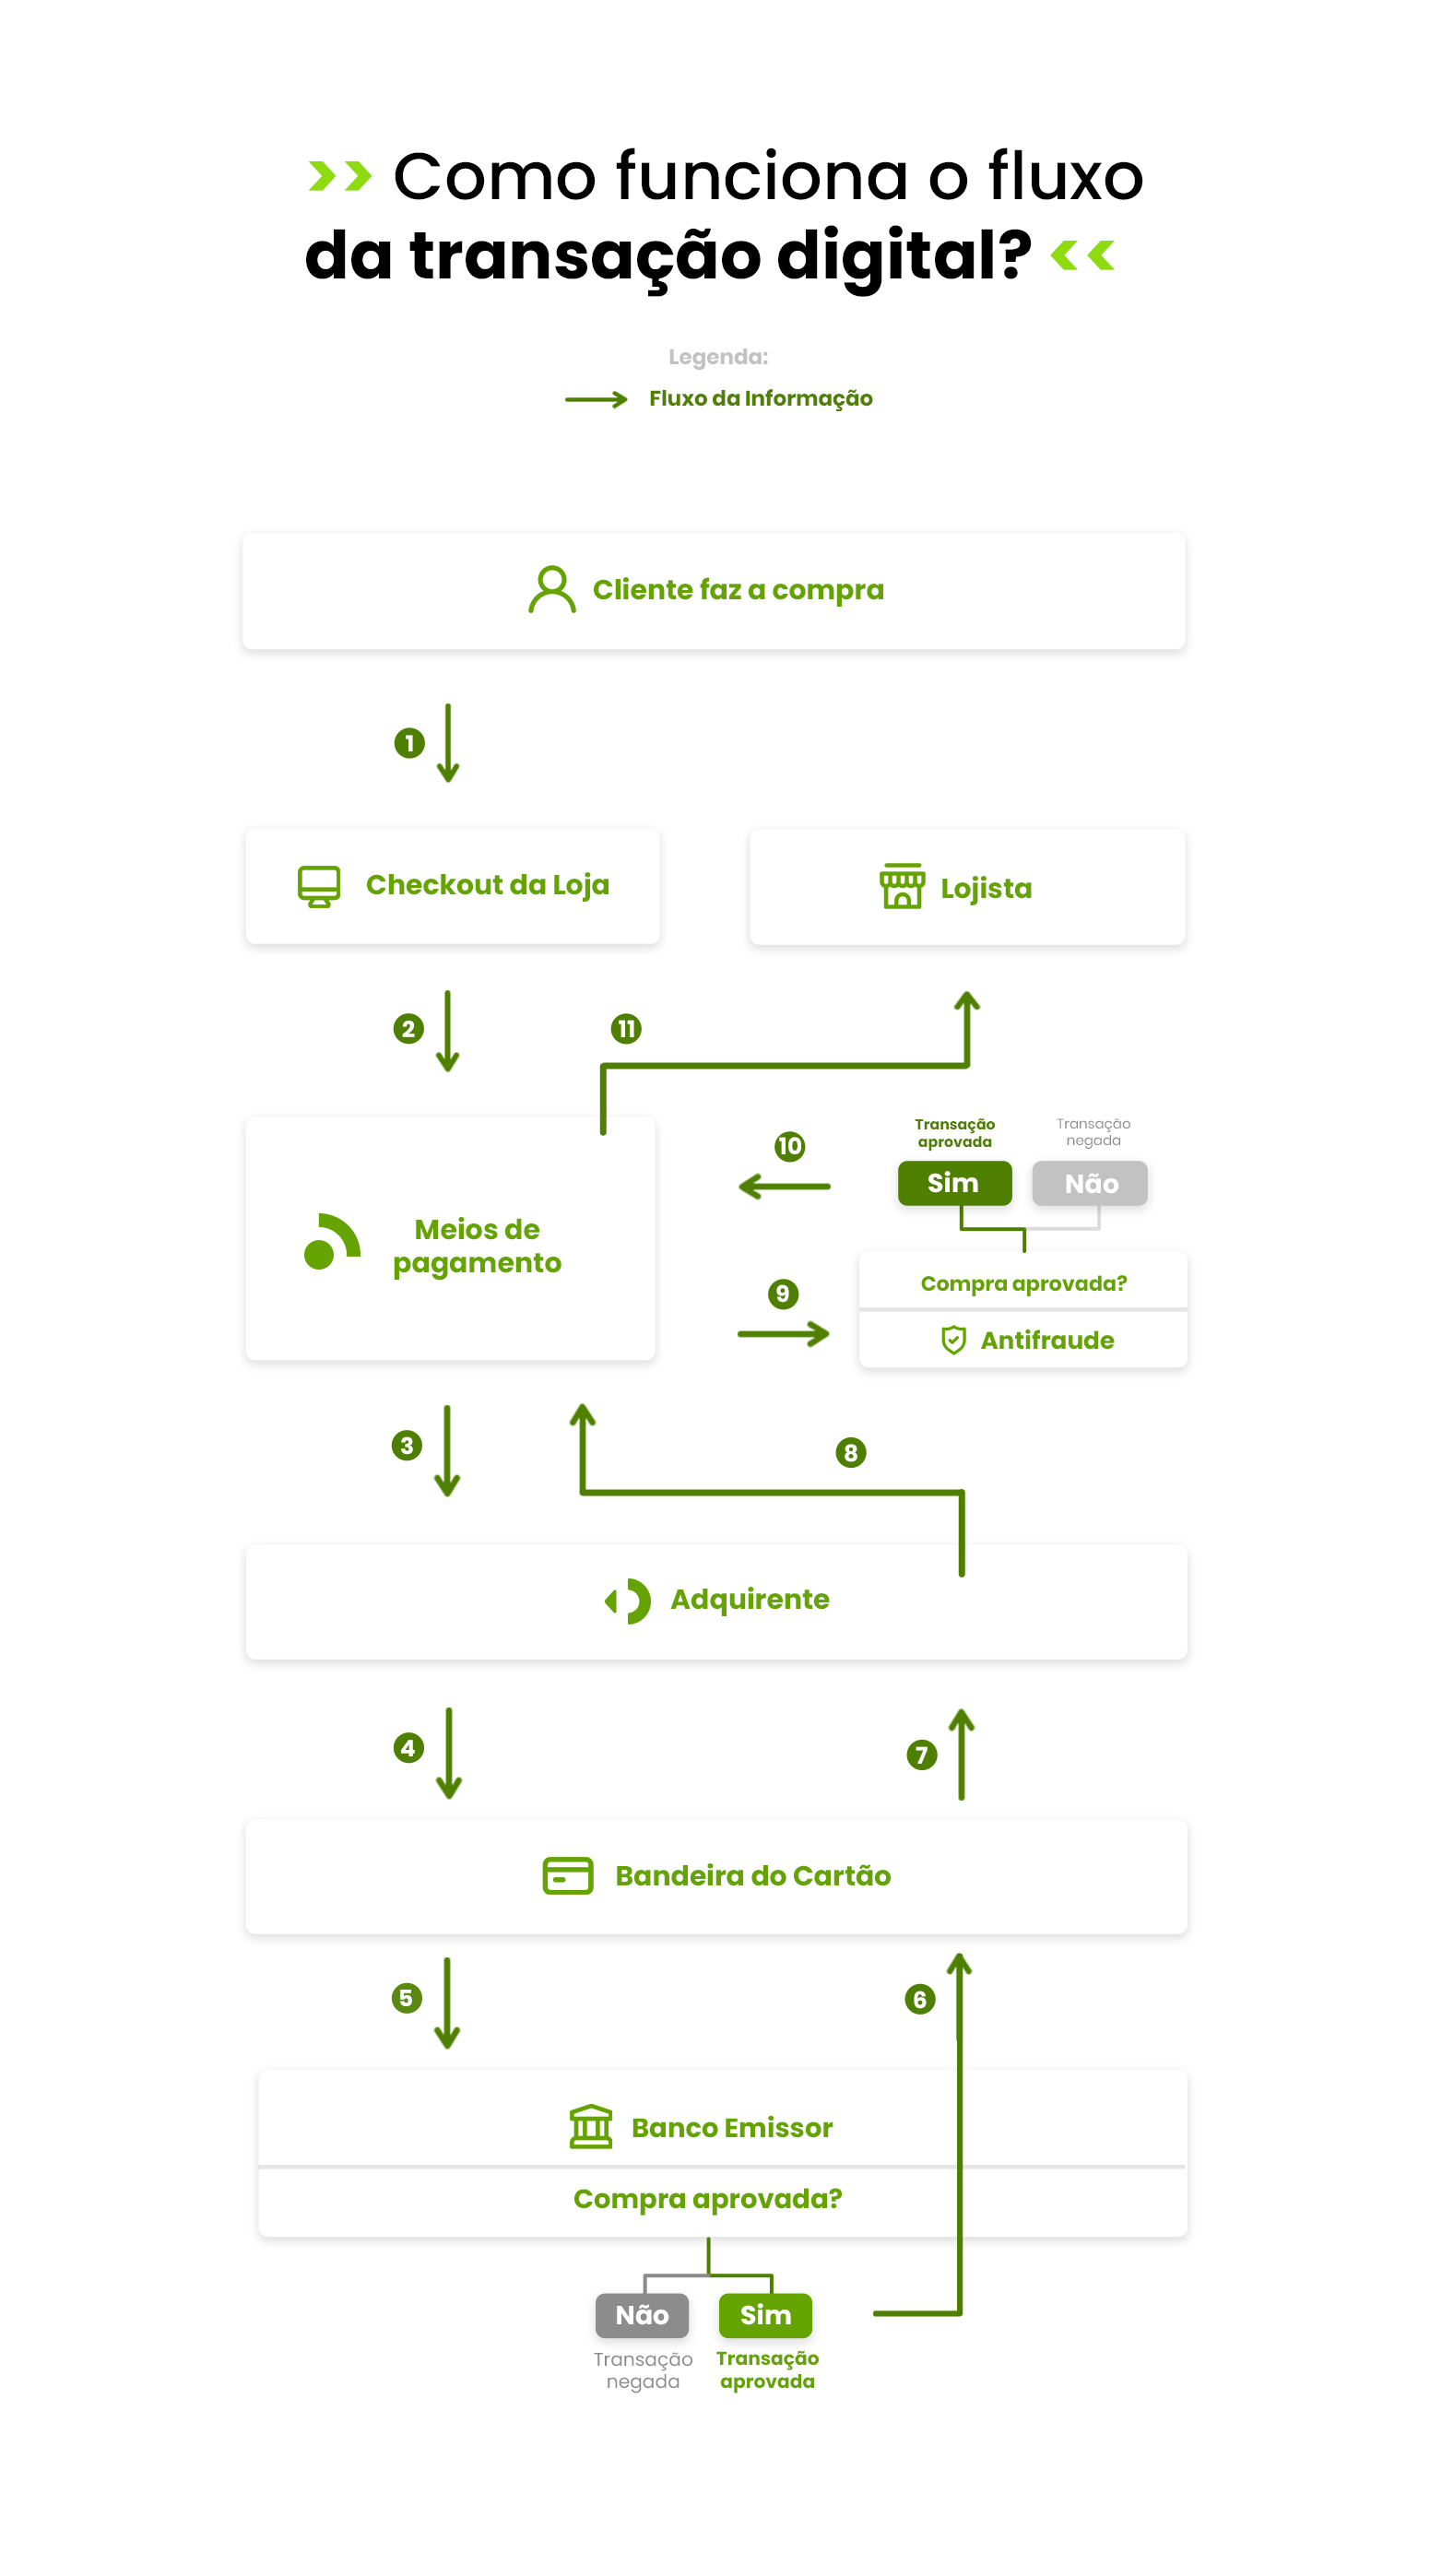 Como funciona o fluxo
da transação digital?
Legenda:
Fluxo da Informação
Cliente faz a compra
1
Checkout da Loja
Lojista
2
11
Transação
aprovada
Transação
negada
10
Sim
Não
Meios de
pagamento
9
Compra aprovada?
Antifraude
3
8
Adquirente
4
7
Bandeira do Cartão
5
6
Banco Emissor
Compra aprovada?
Não
Sim
Transação
negada
Transação
aprovada